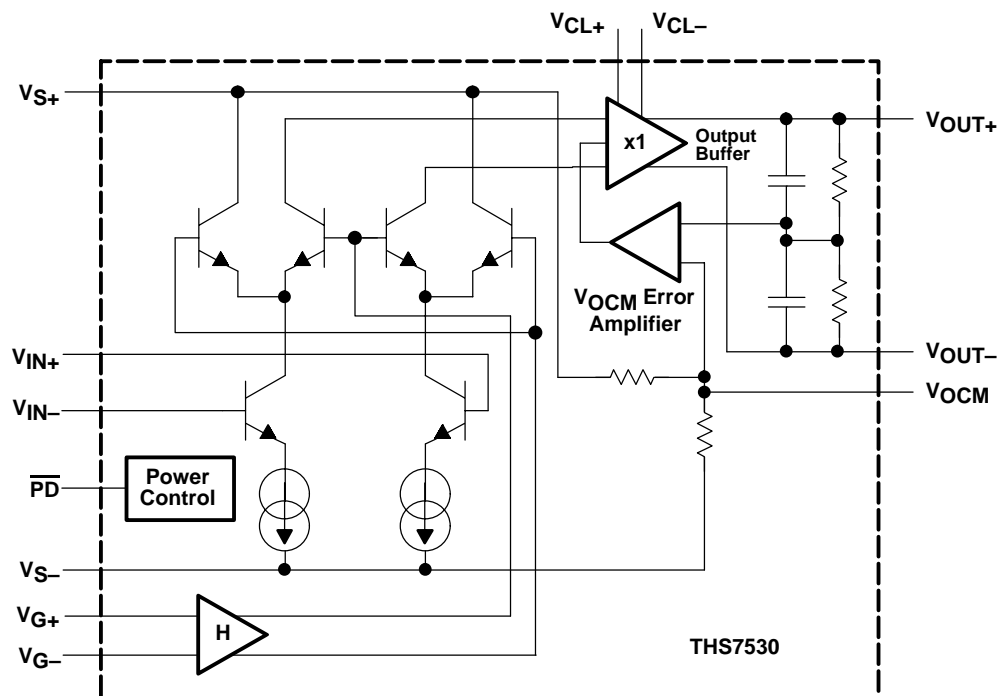 VCL+
VCL–
VS+
x1
Output
Buffer
VOUT+
VOCM Error
Amplifier
VIN+
VIN–
VOUT–
VOCM
PD
Power
Control
VS–
VG+
VG–
H
THS7530